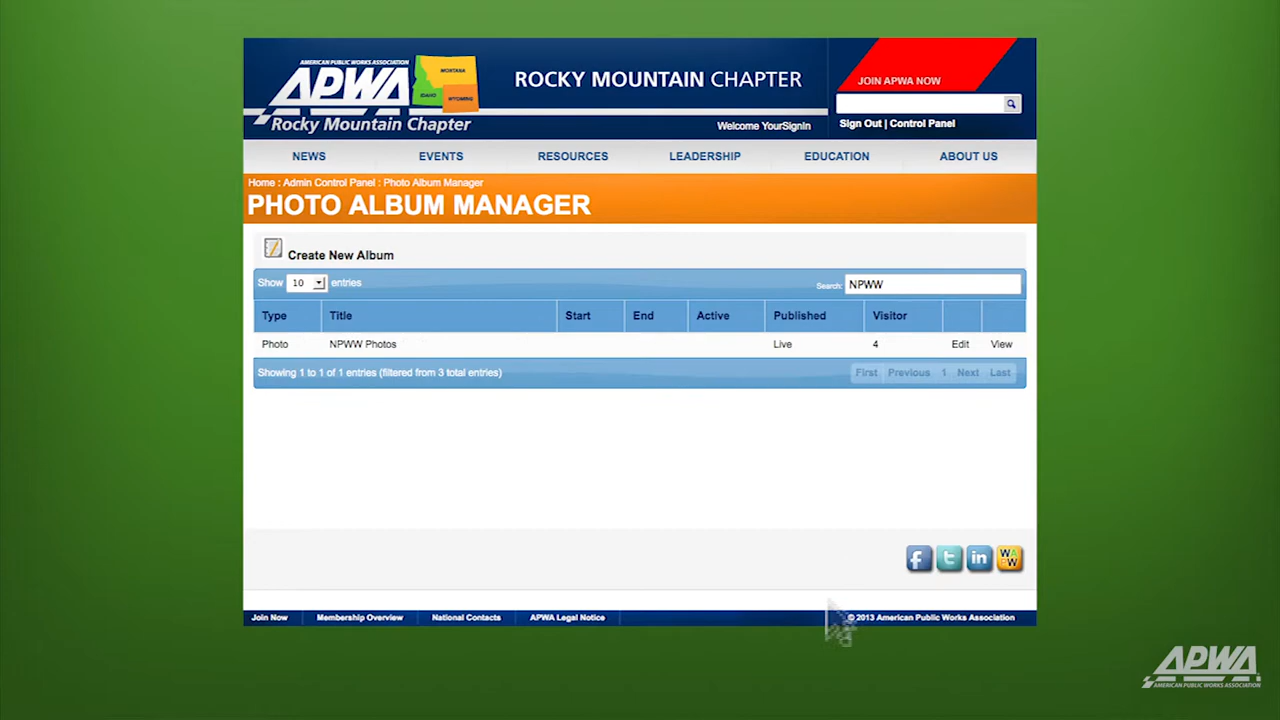 AMERICAN PUBLIC WORKS ASSOCIATION
APWA
MONTANA
IDAHO
WYOMING
Rocky Mountain Chapter
ROCKY MOUNTAIN CHAPTER
Welcome YourSignIn
JOIN APWA NOW
Sign Out | Control Panel
NEWS EVENTS RESOURCES LEADERSHIP EDUCATION ABOUT US
Home : Admin Control Panel : Photo Album Manager
PHOTO ALBUM MANAGER
Create New Album
Show 10 entries Search: NPWW
Type Title Start End Active Published Visitor
Photo NPWW Photos Live 4 Edit View
Showing 1 to 1 of 1 entries (filtered from 3 total entries) First Previous 1 Next Last
f t in WABW
Join Now Membership Overview National Contacts APWA Legal Notice © 2013 American Public Works Association
APWA
AMERICAN PUBLIC WORKS ASSOCIATION